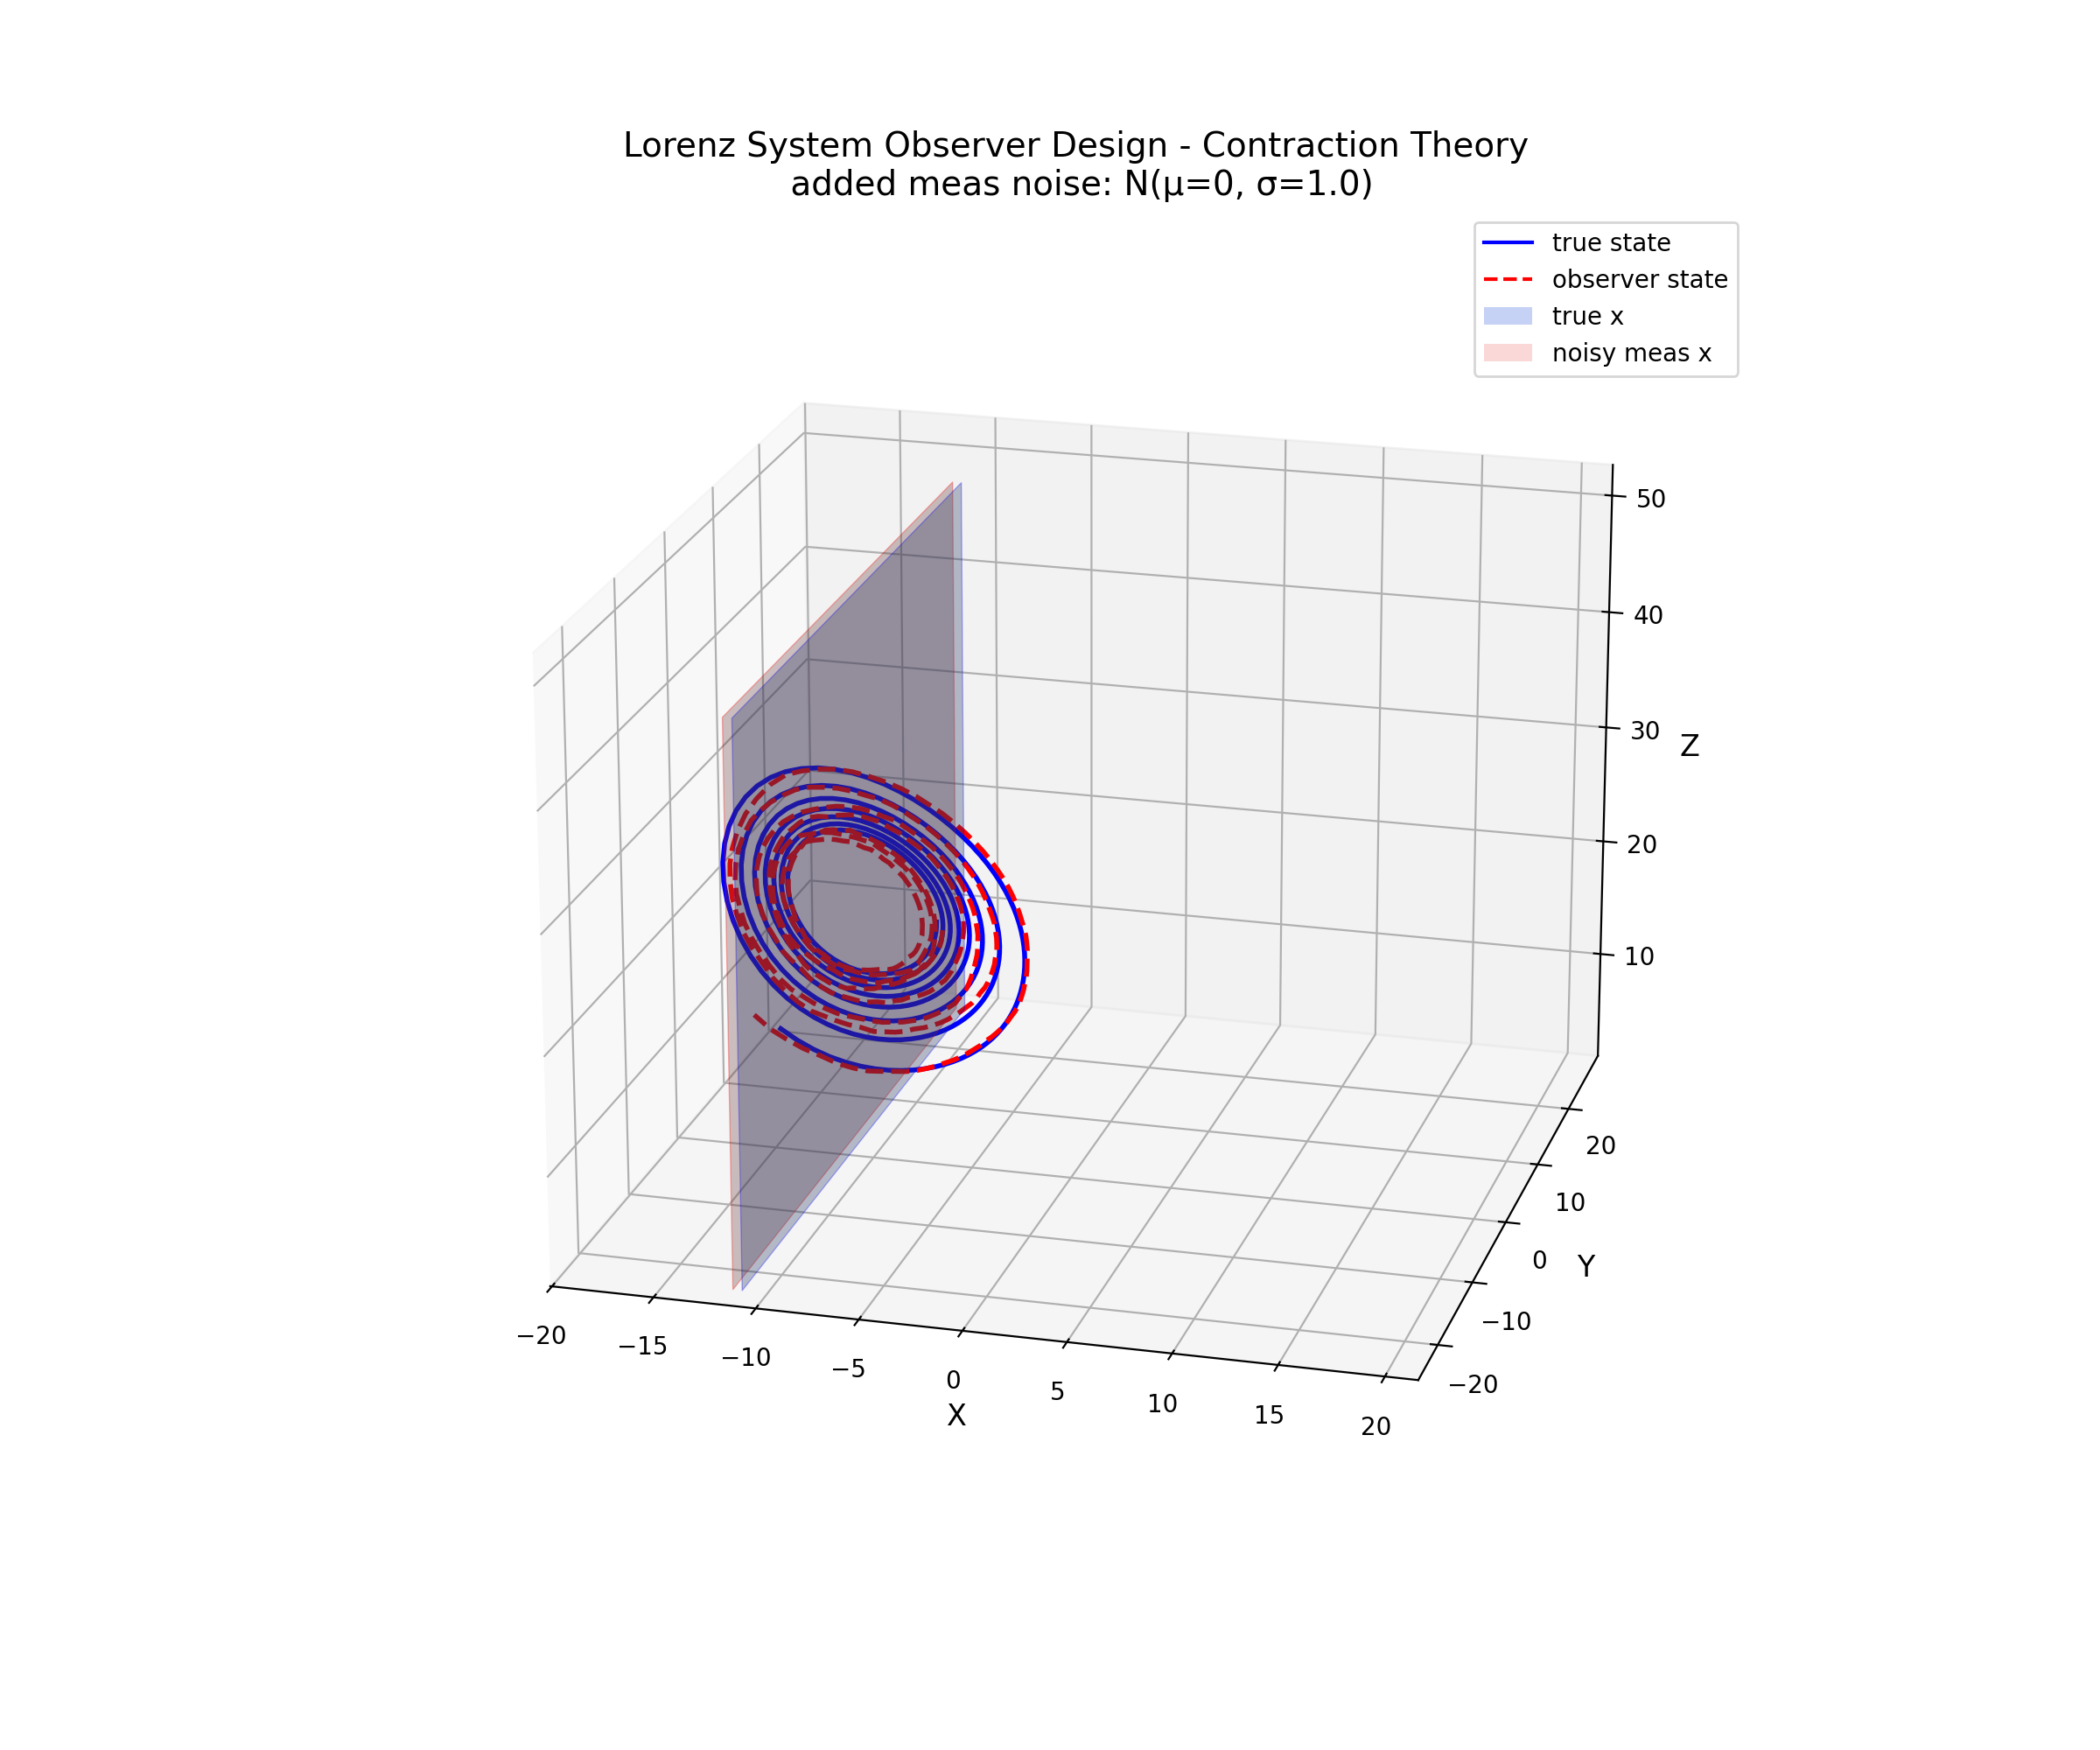 Lorenz System Observer Design - Contraction Theory
added meas noise: N(μ=0, σ=1.0)
true state
observer state
true x
noisy meas x
50
40
30
Z
20
10
20
10
0
Y
−10
−20
−20
−15
−10
−5
0
5
10
15
20
X